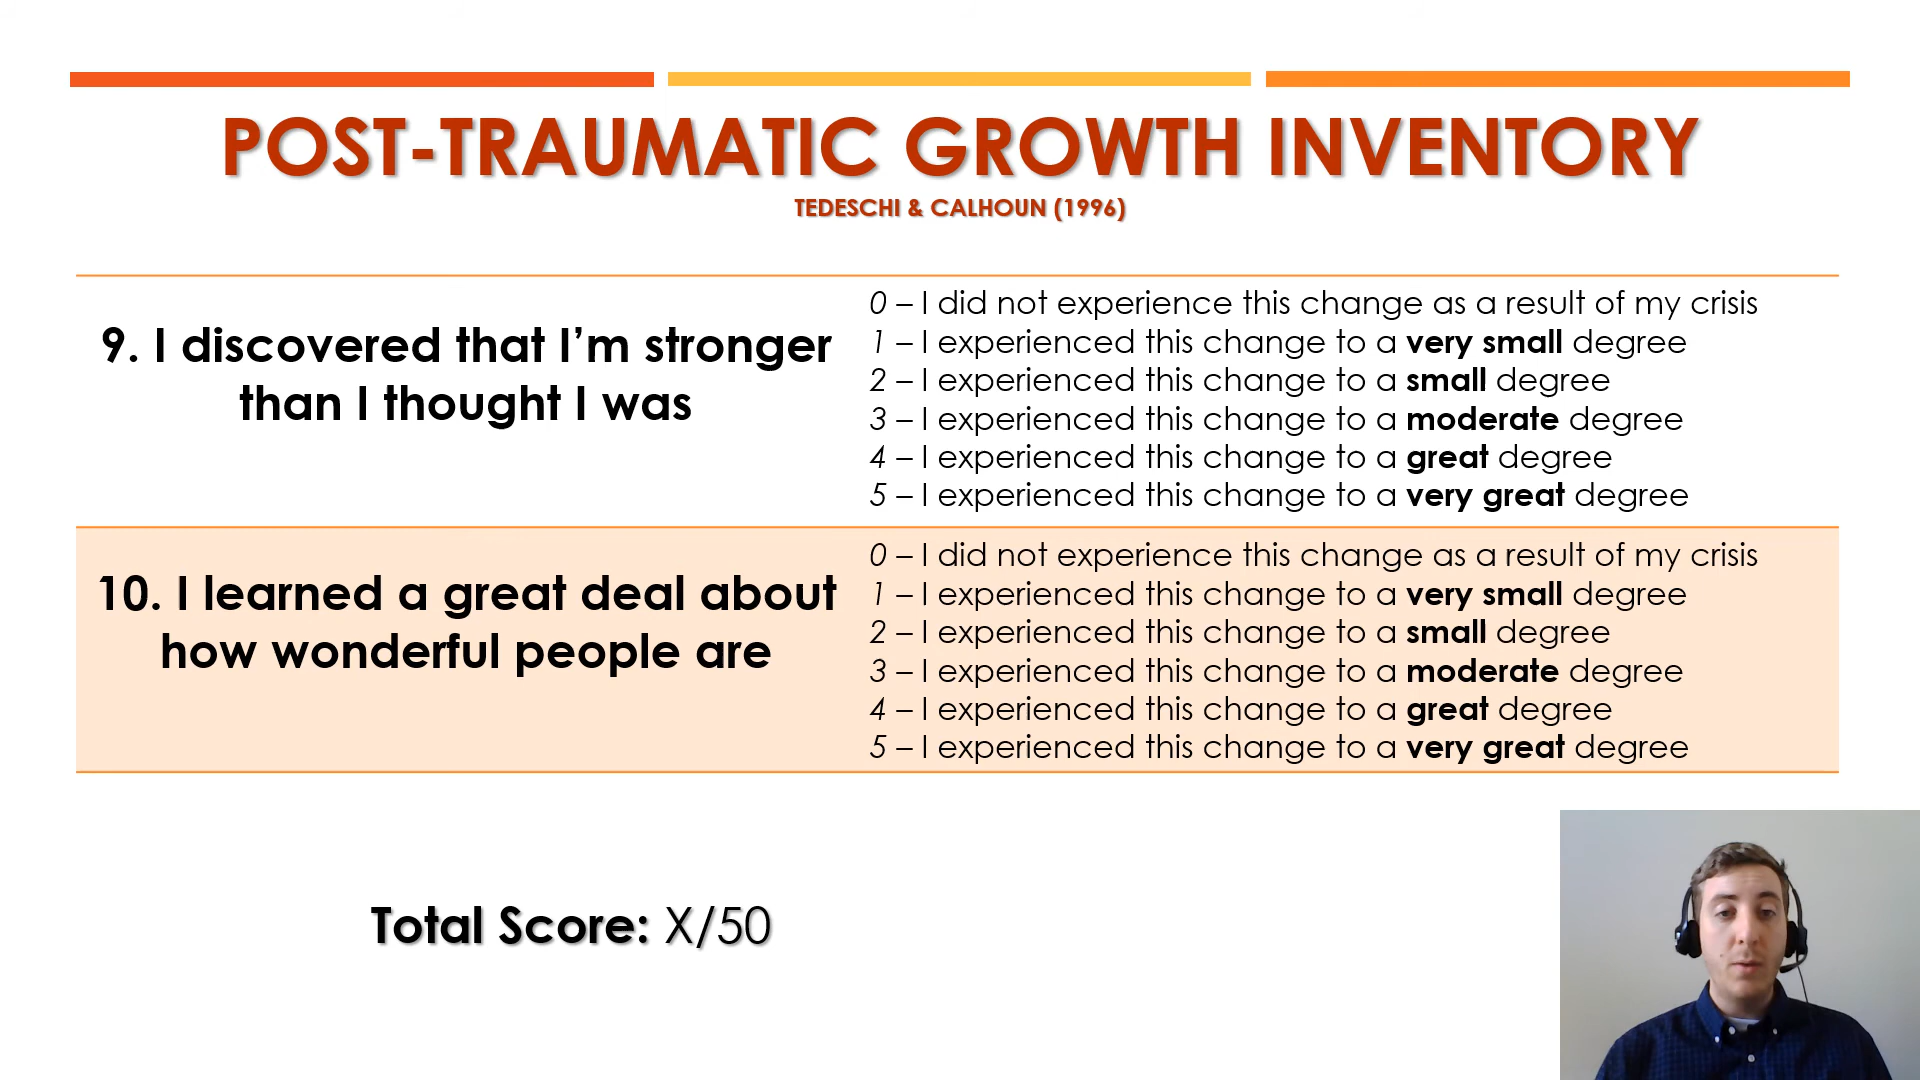 POST-TRAUMATIC GROWTH INVENTORY
TEDESCHI & CALHOUN (1996)
9. I discovered that I’m stronger
than I thought I was
0 – I did not experience this change as a result of my crisis
1 – I experienced this change to a very small degree
2 – I experienced this change to a small degree
3 – I experienced this change to a moderate degree
4 – I experienced this change to a great degree
5 – I experienced this change to a very great degree
10. I learned a great deal about
how wonderful people are
0 – I did not experience this change as a result of my crisis
1 – I experienced this change to a very small degree
2 – I experienced this change to a small degree
3 – I experienced this change to a moderate degree
4 – I experienced this change to a great degree
5 – I experienced this change to a very great degree
Total Score: X/50